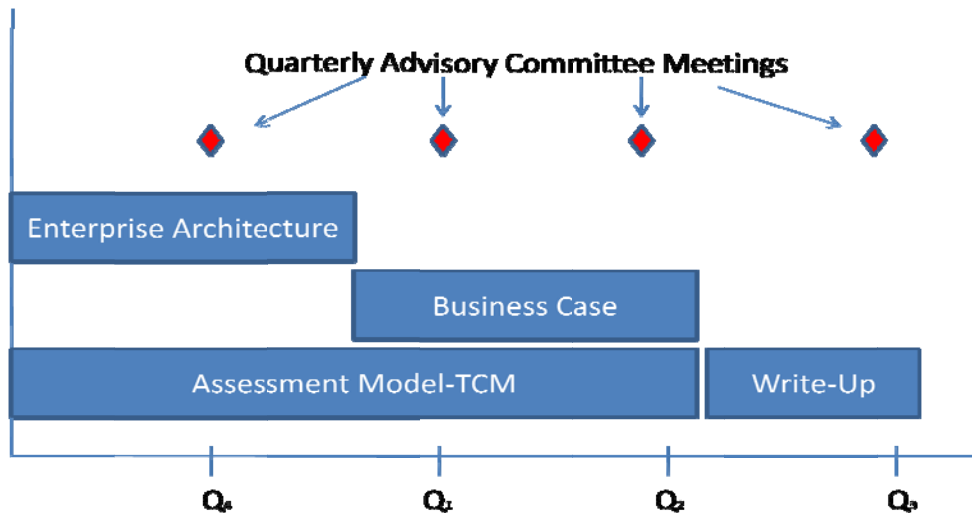 Quarterly Advisory Committee Meetings
Enterprise Architecture
Business Case
Assessment Model-TCM
Write-Up
Q4
Q1
Q2
Q3